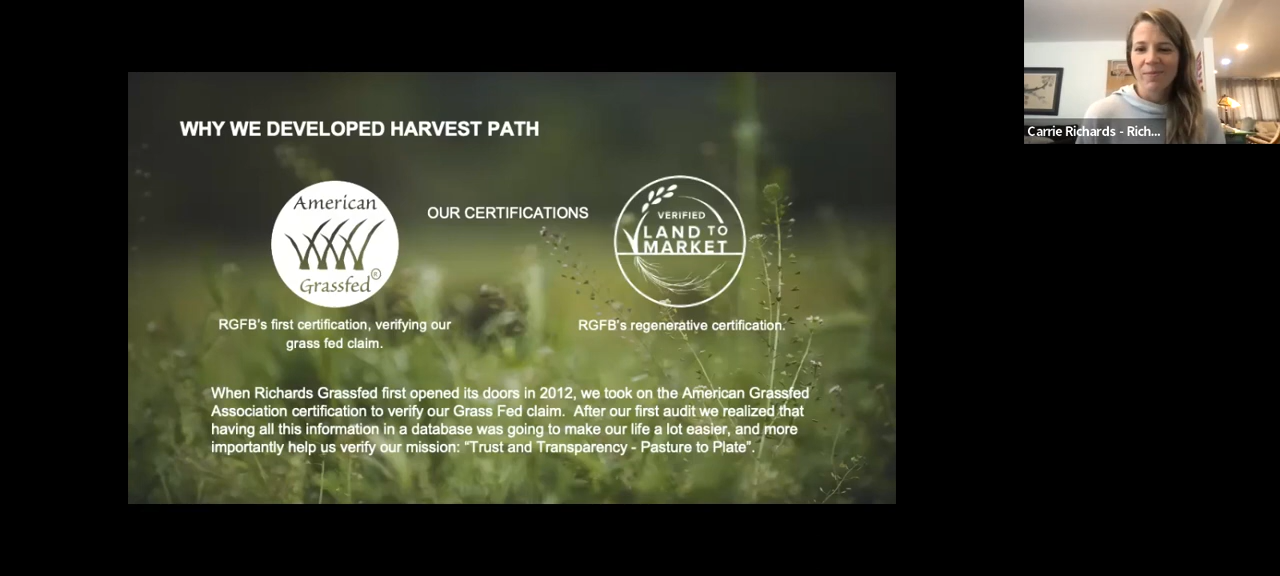 WHY WE DEVELOPED HARVEST PATH
American
Grassfed
®
OUR CERTIFICATIONS
VERIFIED
LAND TO
MARKET
RGFB's first certification, verifying our
grass fed claim.
RGFB's regenerative certification.
When Richards Grassfed first opened its doors in 2012, we took on the American Grassfed
Association certification to verify our Grass Fed claim.  After our first audit we realized that
having all this information in a database was going to make our life a lot easier, and more
importantly help us verify our mission: “Trust and Transparency - Pasture to Plate”.
Carrie Richards - Rich...